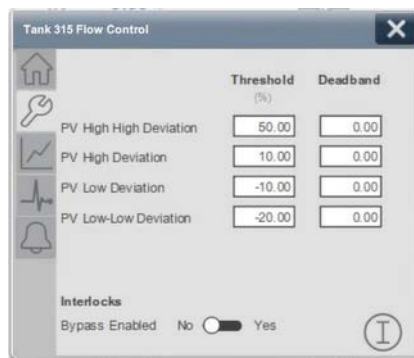 Tank 315 Flow Control
Threshold Deadband
(%)
PV High High Deviation 50.00 0.00
PV High Deviation 10.00 0.00
PV Low Deviation -10.00 0.00
PV Low-Low Deviation -20.00 0.00
Interlocks
Bypass Enabled No Yes